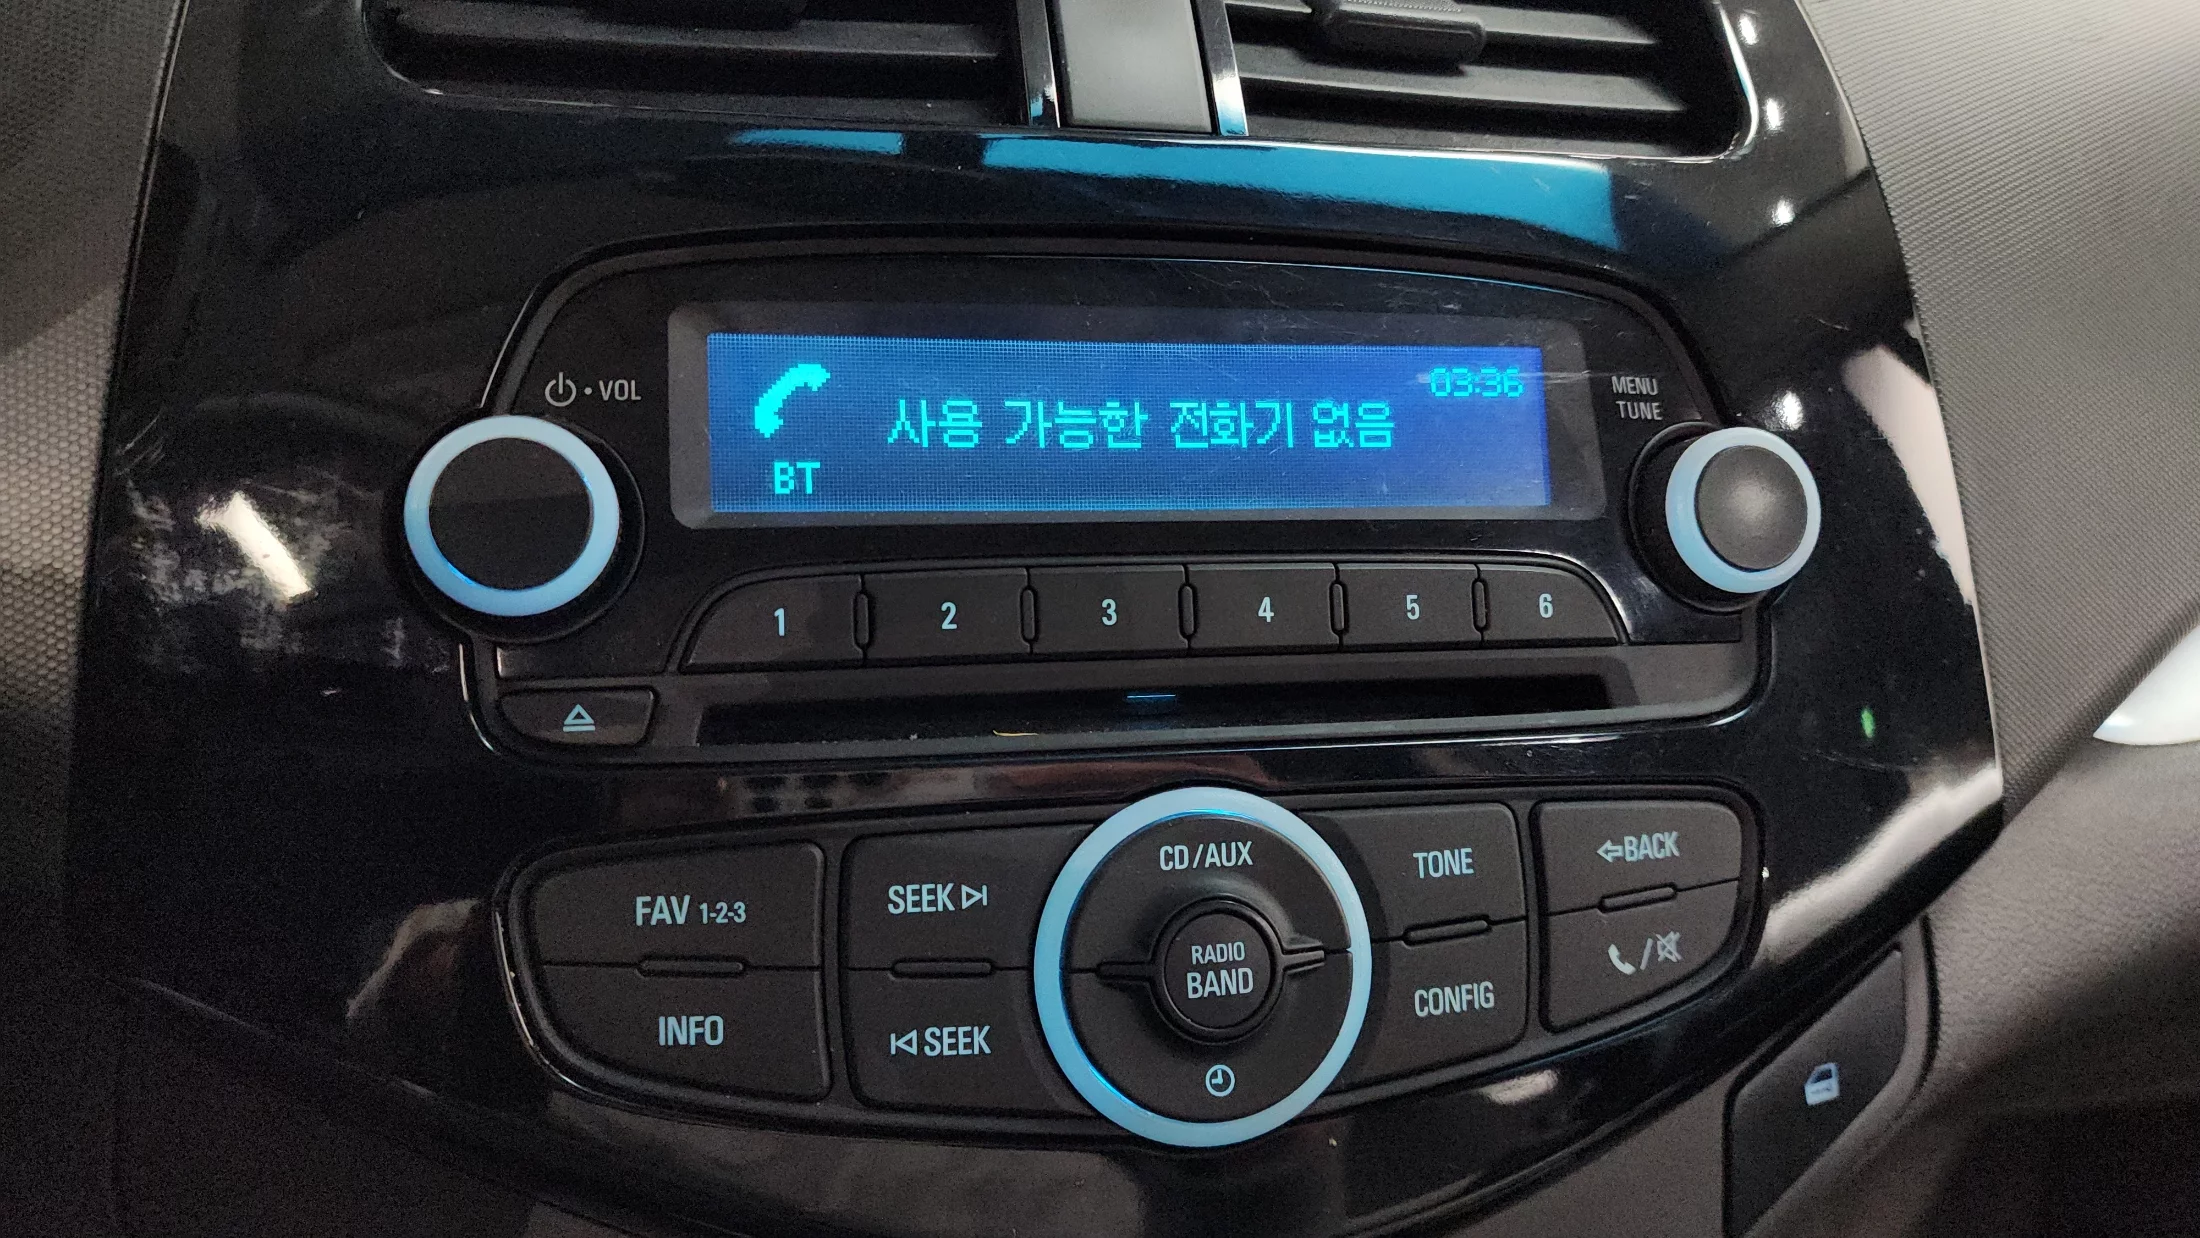 VOL
03:36
사용 가능한 전화기 없음
BT
MENU
TUNE
1 2 3 4 5 6
CD/AUX
FAV 1-2-3
SEEK
TONE
BACK
RADIO
BAND
INFO
SEEK
CONFIG